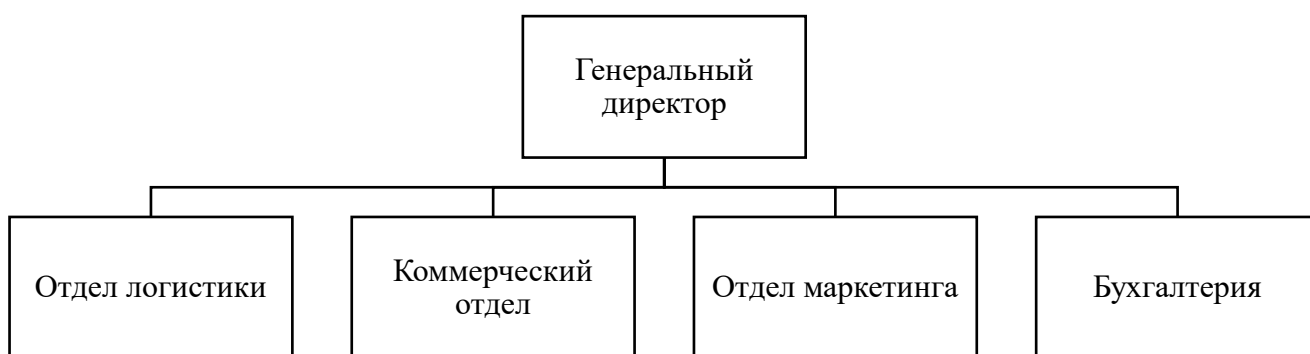 Генеральный
директор
Отдел логистики
Коммерческий
отдел
Отдел маркетинга
Бухгалтерия